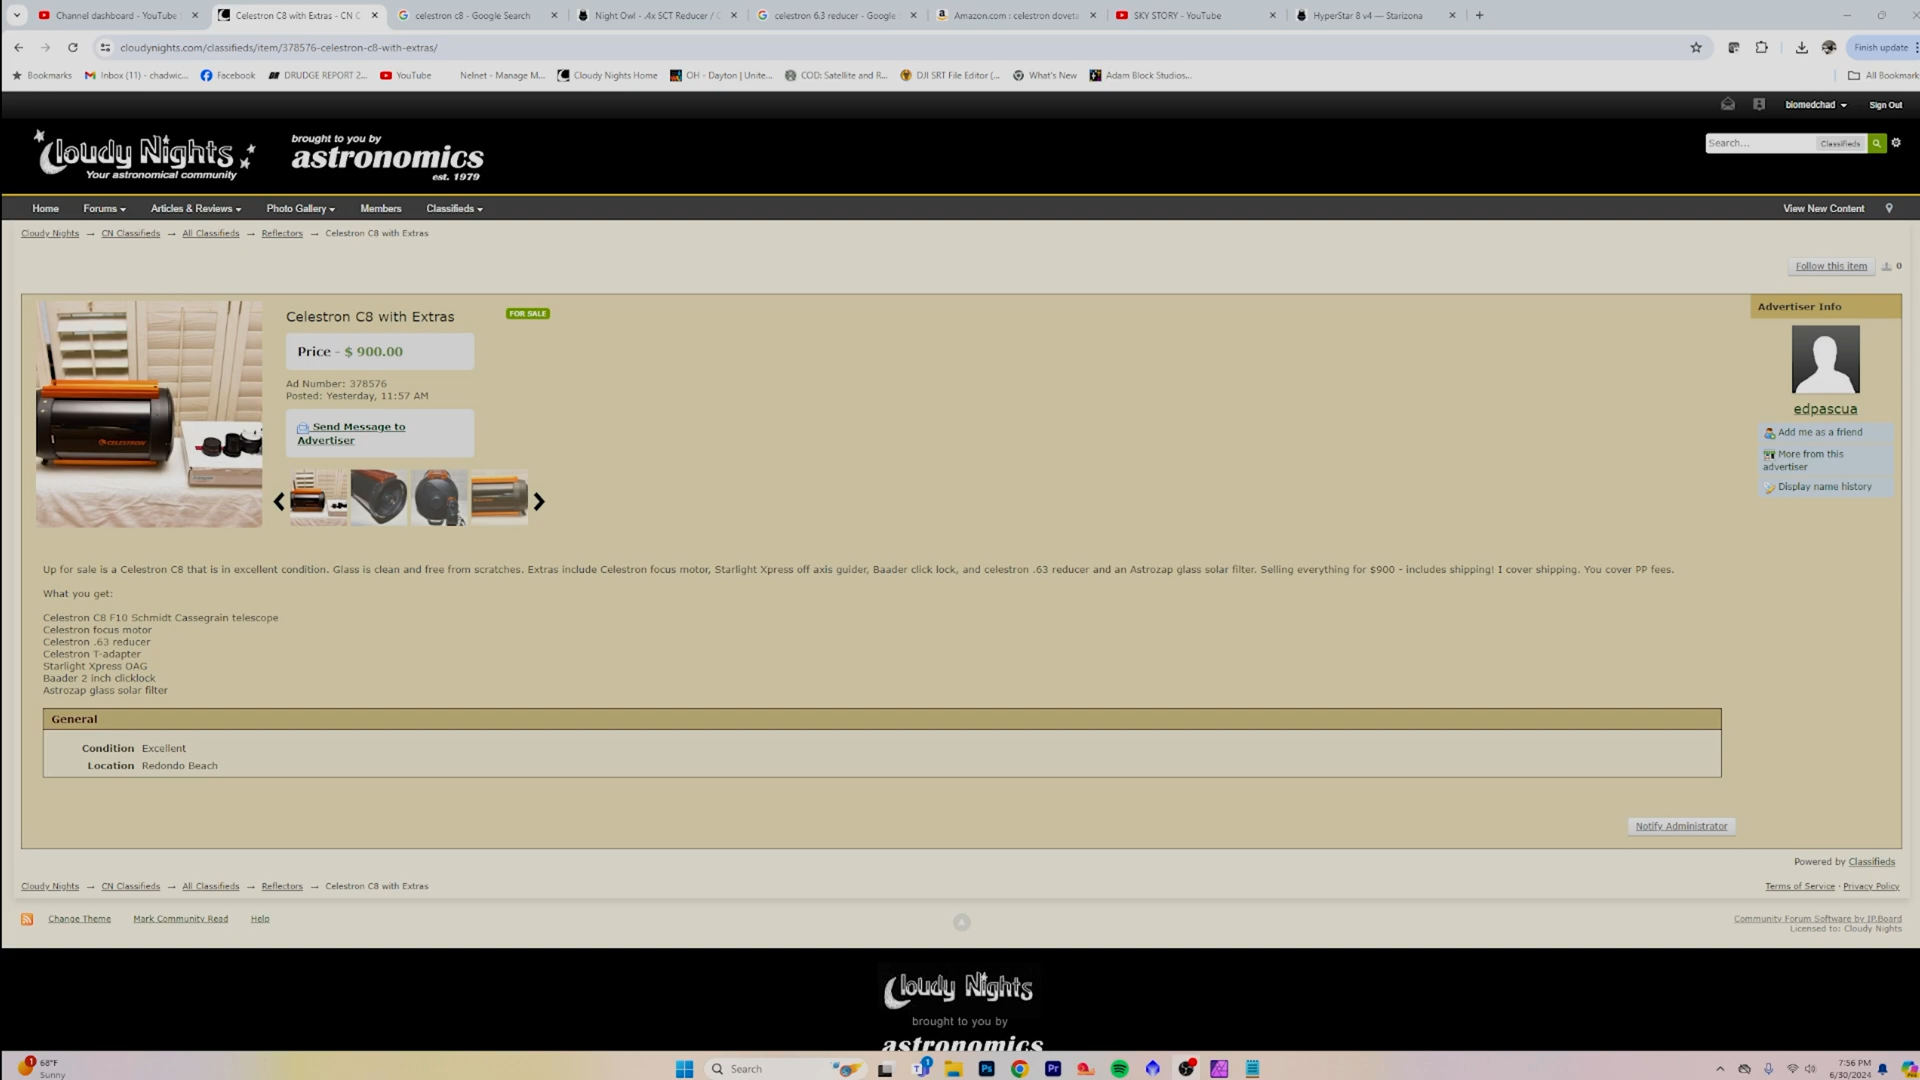 Channel dashboard - YouTube
Celestron C8 with Extras - CN C
celestron c8 - Google Search
Night Owl - .4x SCT Reducer / C
celestron 6.3 reducer - Google
Amazon.com : celestron doveta
SKY STORY - YouTube
HyperStar 8 v4 — Starizona
cloudynights.com/classifieds/item/378576-celestron-c8-with-extras/
Finish update
Bookmarks
Inbox (11) - chadwic...
Facebook
DRUDGE REPORT 2...
YouTube
Nelnet - Manage M...
Cloudy Nights Home
OH - Dayton | Unite...
COD: Satellite and R...
DJI SRT File Editor (...
What's New
Adam Block Studios...
All Bookmark
biomedchad
Sign Out
Cloudy Nights
Your astronomical community
brought to you by
astronomics
est. 1979
Search...
Classifieds
Home
Forums
Articles & Reviews
Photo Gallery
Members
Classifieds
View New Content
Cloudy Nights → CN Classifieds → All Classifieds → Reflectors → Celestron C8 with Extras
Follow this item
0
Celestron C8 with Extras
FOR SALE
Price - $ 900.00
Ad Number: 378576
Posted: Yesterday, 11:57 AM
Send Message to
Advertiser
CELESTRON
Advertiser Info
edpascua
Add me as a friend
More from this
advertiser
Display name history
Up for sale is a Celestron C8 that is in excellent condition. Glass is clean and free from scratches. Extras include Celestron focus motor, Starlight Xpress off axis guider, Baader click lock, and celestron .63 reducer and an Astrozap glass solar filter. Selling everything for $900 - includes shipping! I cover shipping. You cover PP fees.
What you get:
Celestron C8 F10 Schmidt Cassegrain telescope
Celestron focus motor
Celestron .63 reducer
Celestron T-adapter
Starlight Xpress OAG
Baader 2 inch clicklock
Astrozap glass solar filter
General
Condition Excellent
Location Redondo Beach
Notify Administrator
Powered by Classifieds
Cloudy Nights → CN Classifieds → All Classifieds → Reflectors → Celestron C8 with Extras
Terms of Service · Privacy Policy
Change Theme
Mark Community Read
Help
Community Forum Software by IP.Board
Licensed to: Cloudy Nights
Cloudy Nights
brought to you by
astronomics
1
68°F
Sunny
Search
1
Ps
Pr
7:56 PM
6/30/2024